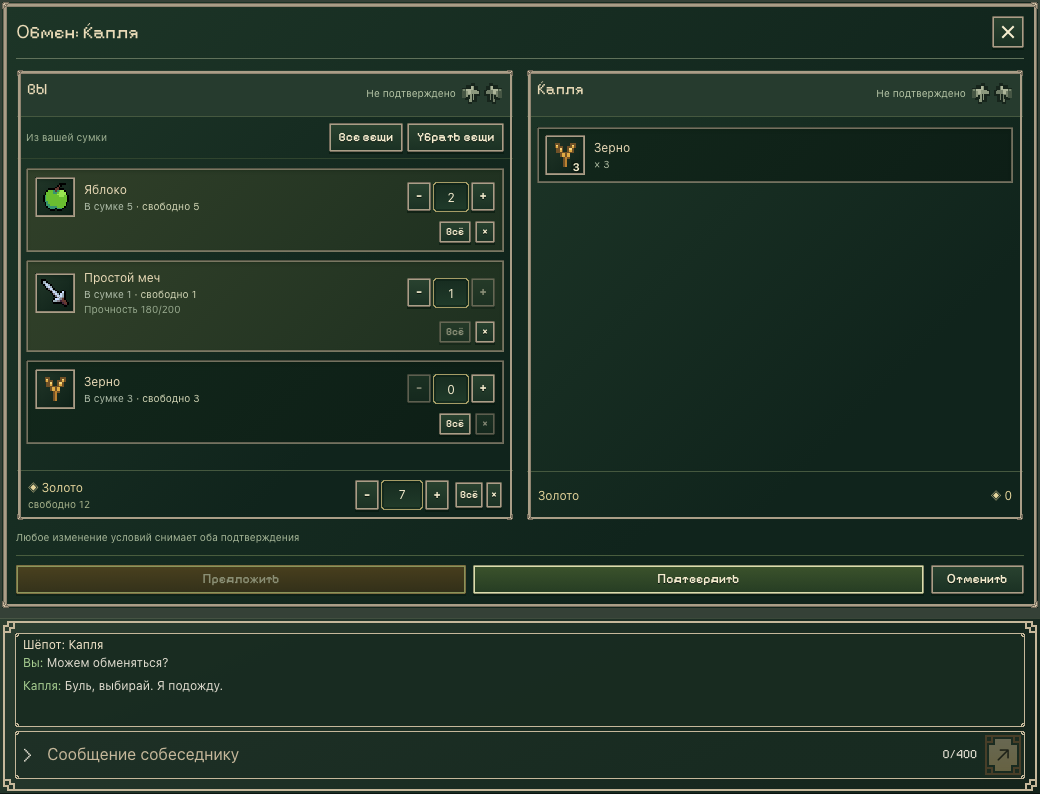 Обмен: Капля
Вы
Не подтверждено
Из вашей сумки
Все вещи
Убрать вещи
Яблоко
В сумке 5 · свободно 5
- 2 +
Всё ×
Простой меч
В сумке 1 · свободно 1
Прочность 180/200
- 1 +
Всё ×
Зерно
В сумке 3 · свободно 3
- 0 +
Всё ×
Золото
свободно 12
- 7 + Всё ×
Капля
Не подтверждено
3
Зерно
× 3
Золото
0
Любое изменение условий снимает оба подтверждения
Предложить
Подтвердить
Отменить
Шёпот: Капля
Вы: Можем обменяться?
Капля: Буль, выбирай. Я подожду.
Сообщение собеседнику
0/400